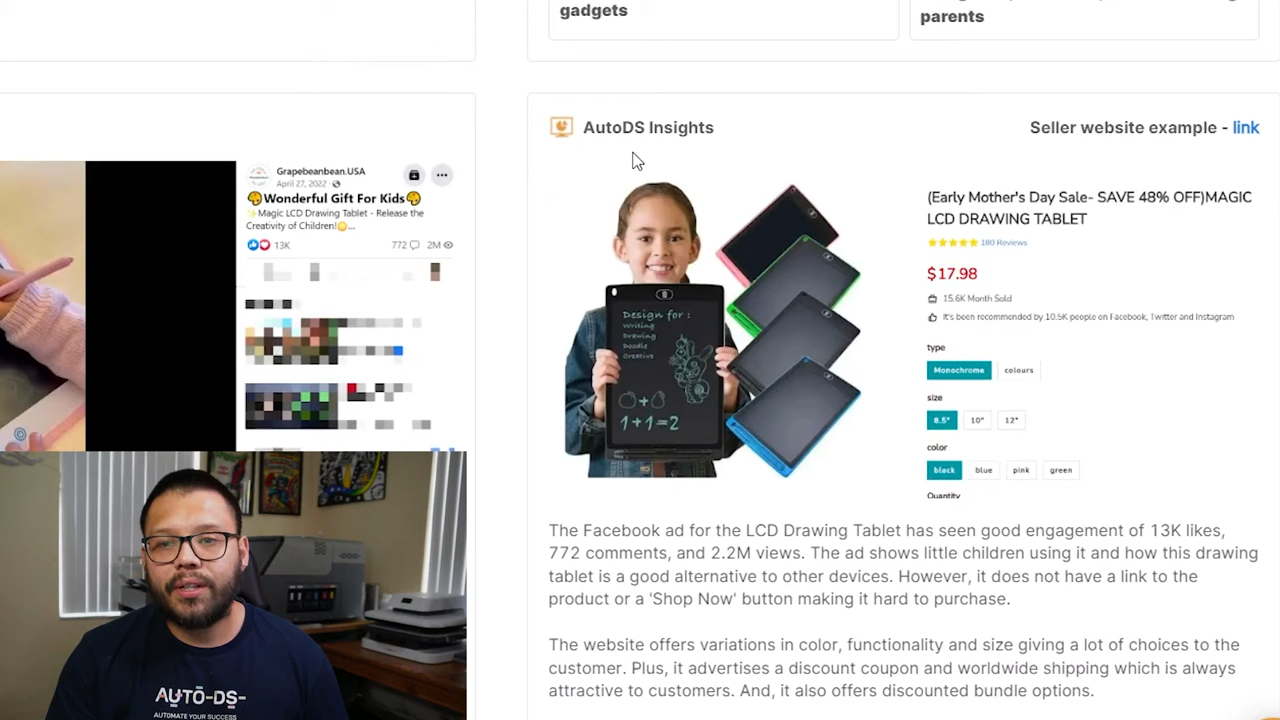 gadgets
parents
Grapebeanbean.USA
April 27, 2022
Wonderful Gift For Kids
Magic LCD Drawing Tablet - Release the
Creativity of Children!...
13K
772
2M
AutoDS Insights
Seller website example - link
Design for :
Writing
Drawing
Doodle
Creative
1+1=2
(Early Mother's Day Sale- SAVE 48% OFF)MAGIC
LCD DRAWING TABLET
180 Reviews
$17.98
15.6K Month Sold
It's been recommended by 10.5K people on Facebook, Twitter and Instagram
type
Monochrome
colours
size
8.5"
10"
12"
color
black
blue
pink
green
Quantity
The Facebook ad for the LCD Drawing Tablet has seen good engagement of 13K likes,
772 comments, and 2.2M views. The ad shows little children using it and how this drawing
tablet is a good alternative to other devices. However, it does not have a link to the
product or a 'Shop Now' button making it hard to purchase.
The website offers variations in color, functionality and size giving a lot of choices to the
customer. Plus, it advertises a discount coupon and worldwide shipping which is always
attractive to customers. And, it also offers discounted bundle options.
AUTO-DS-
AUTOMATE YOUR SUCCESS